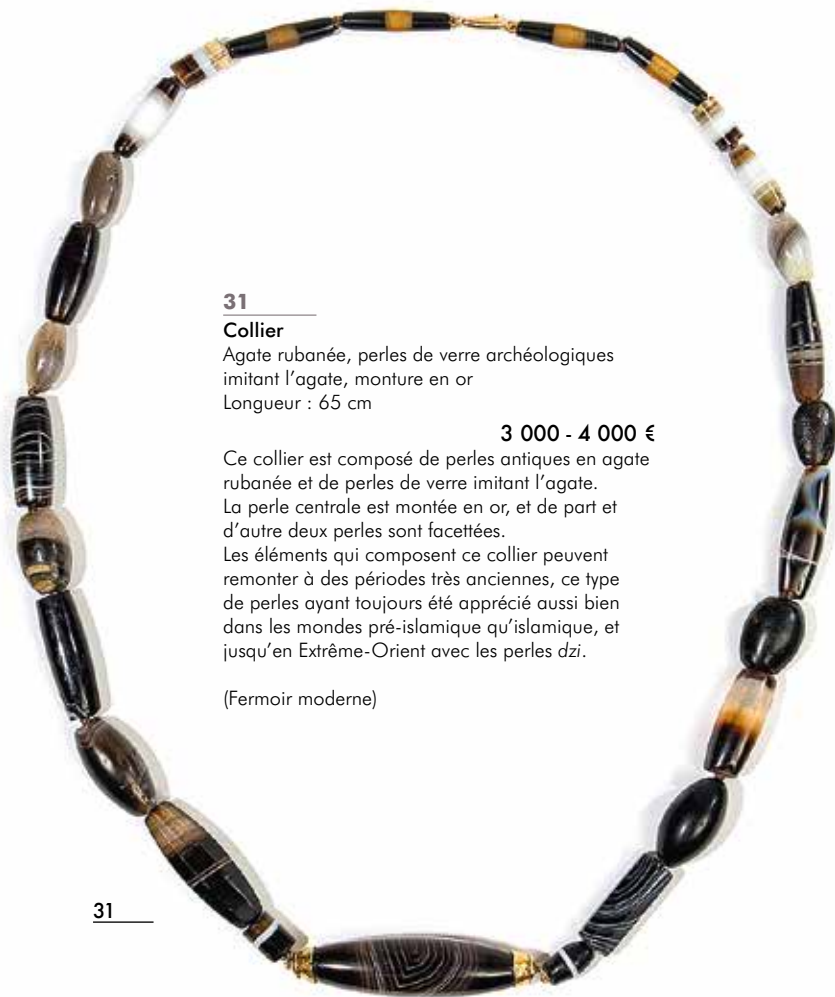 31
Collier
Agate rubanée, perles de verre archéologiques
imitant l'agate, monture en or
Longueur : 65 cm
3 000 - 4 000 €
Ce collier est composé de perles antiques en agate
rubanée et de perles de verre imitant l'agate.
La perle centrale est montée en or, et de part et
d'autre deux perles sont facettées.
Les éléments qui composent ce collier peuvent
remonter à des périodes très anciennes, ce type
de perles ayant toujours été apprécié aussi bien
dans les mondes pré-islamique qu'islamique, et
jusqu'en Extrême-Orient avec les perles dzi.
(Fermoir moderne)
31